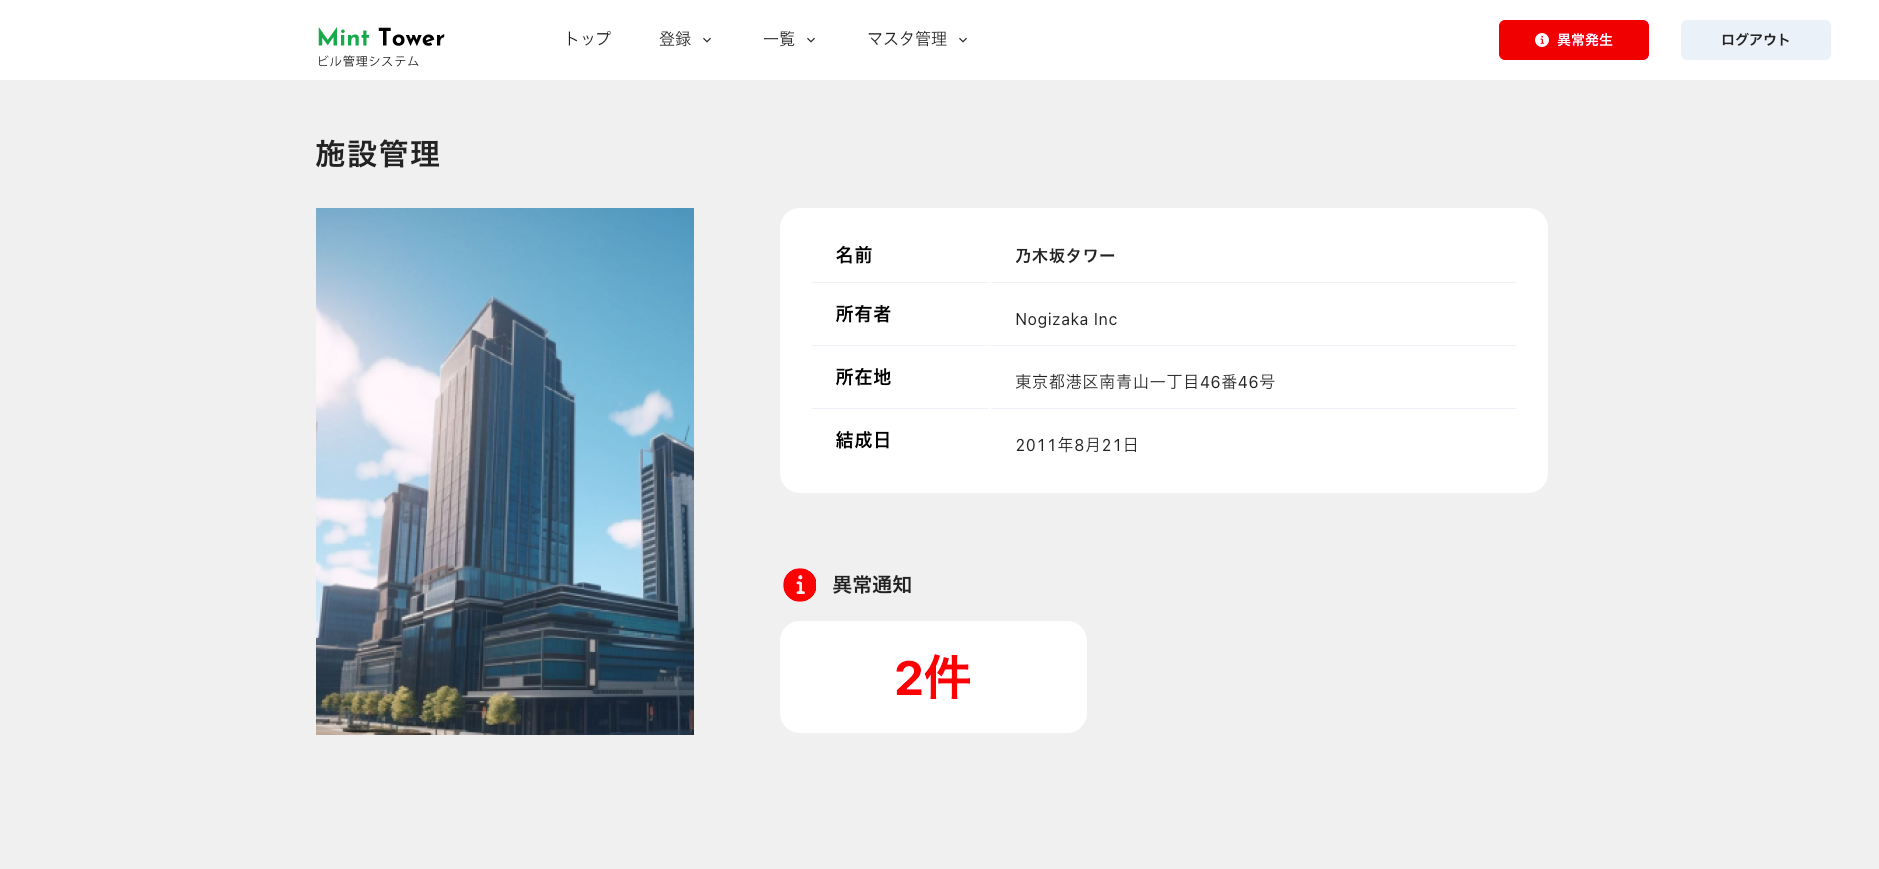 Mint Tower
ビル管理システム
トップ
登録
一覧
マスタ管理
異常発生
ログアウト
施設管理
名前 乃木坂タワー
所有者 Nogizaka Inc
所在地 東京都港区南青山一丁目46番46号
結成日 2011年8月21日
異常通知
2件